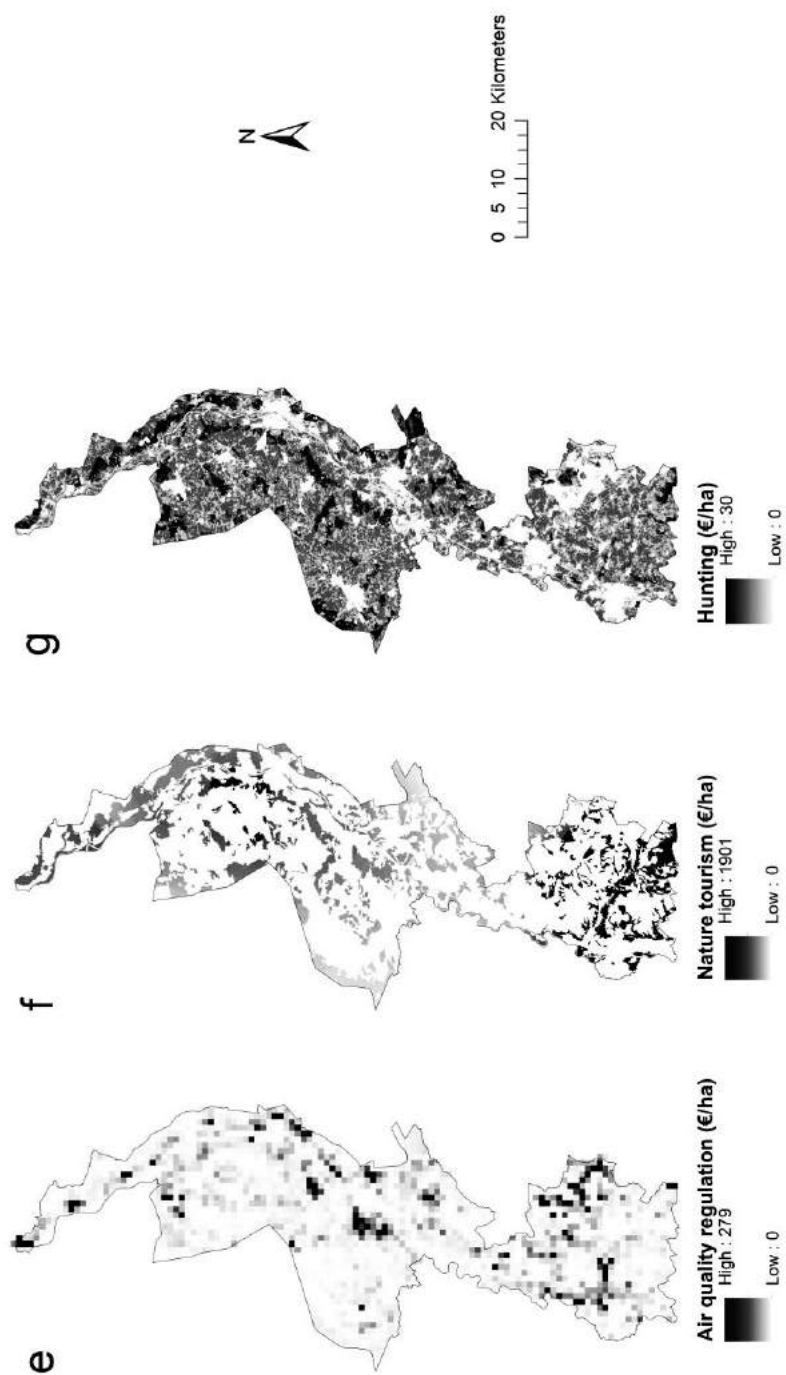 e
Air quality regulation (€/ha)
High : 279
Low : 0
f
Nature tourism (€/ha)
High : 1901
Low : 0
g
Hunting (€/ha)
High : 30
Low : 0
N
0 5 10 20 Kilometers